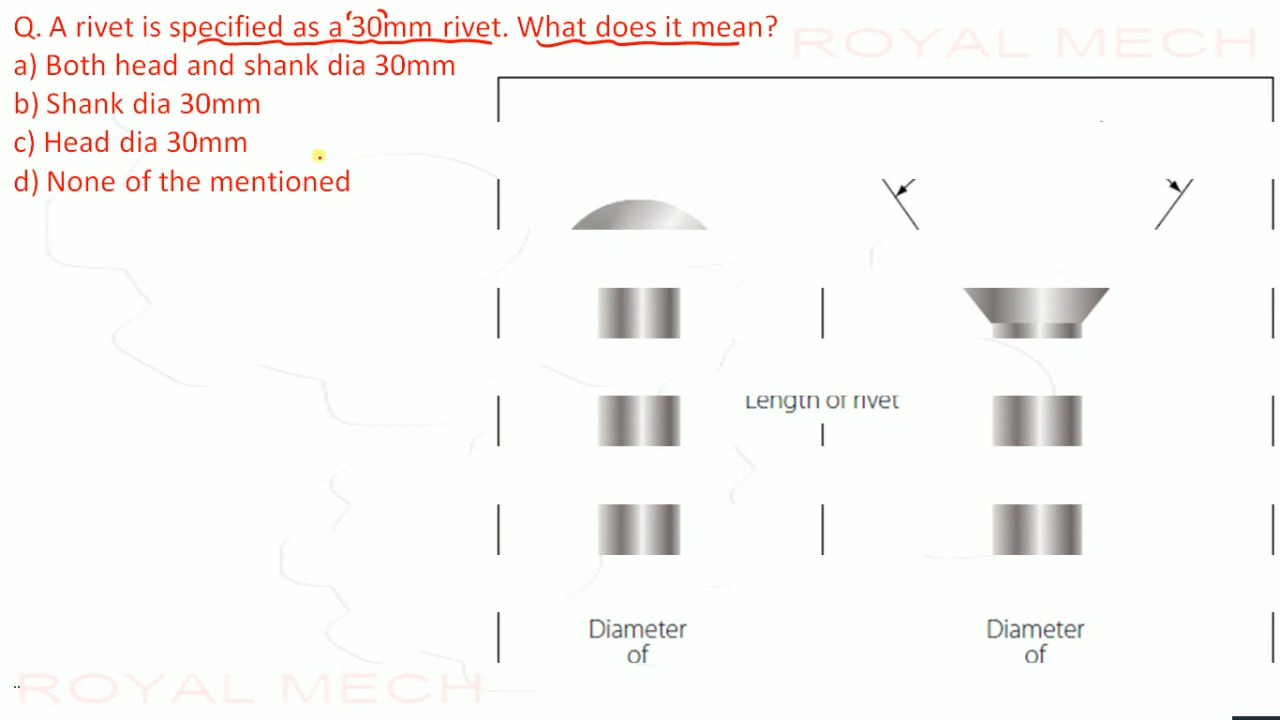 Q. A rivet is specified as a '30mm rivet. What does it mean?
ROYAL MECH
a) Both head and shank dia 30mm
b) Shank dia 30mm
c) Head dia 30mm
d) None of the mentioned
Length of rivet
Diameter
of
Diameter
of
ROYAL MECH